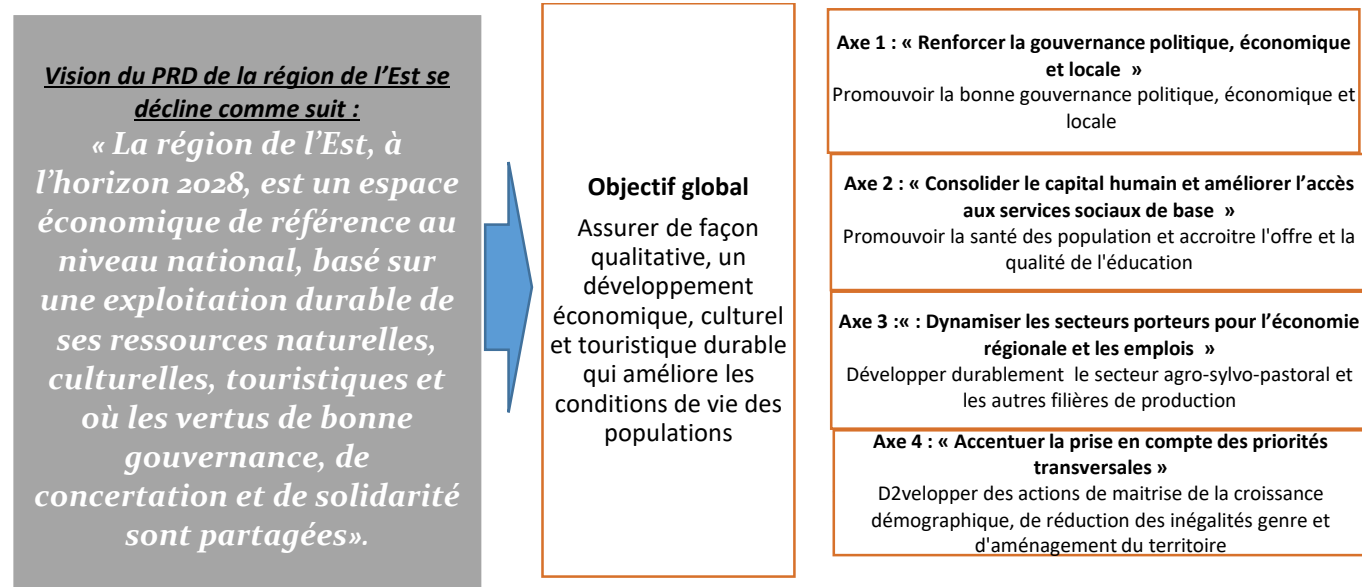 Vision du PRD de la région de l’Est se
décline comme suit :
« La région de l’Est, à
l’horizon 2028, est un espace
économique de référence au
niveau national, basé sur
une exploitation durable de
ses ressources naturelles,
culturelles, touristiques et
où les vertus de bonne
gouvernance, de
concertation et de solidarité
sont partagées».
Objectif global
Assurer de façon
qualitative, un
développement
économique, culturel
et touristique durable
qui améliore les
conditions de vie des
populations
Axe 1 : « Renforcer la gouvernance politique, économique
et locale »
Promouvoir la bonne gouvernance politique, économique et
locale
Axe 2 : « Consolider le capital humain et améliorer l’accès
aux services sociaux de base »
Promouvoir la santé des population et accroitre l'offre et la
qualité de l'éducation
Axe 3 :« : Dynamiser les secteurs porteurs pour l’économie
régionale et les emplois »
Développer durablement le secteur agro-sylvo-pastoral et
les autres filières de production
Axe 4 : « Accentuer la prise en compte des priorités
transversales »
D2velopper des actions de maitrise de la croissance
démographique, de réduction des inégalités genre et
d'aménagement du territoire